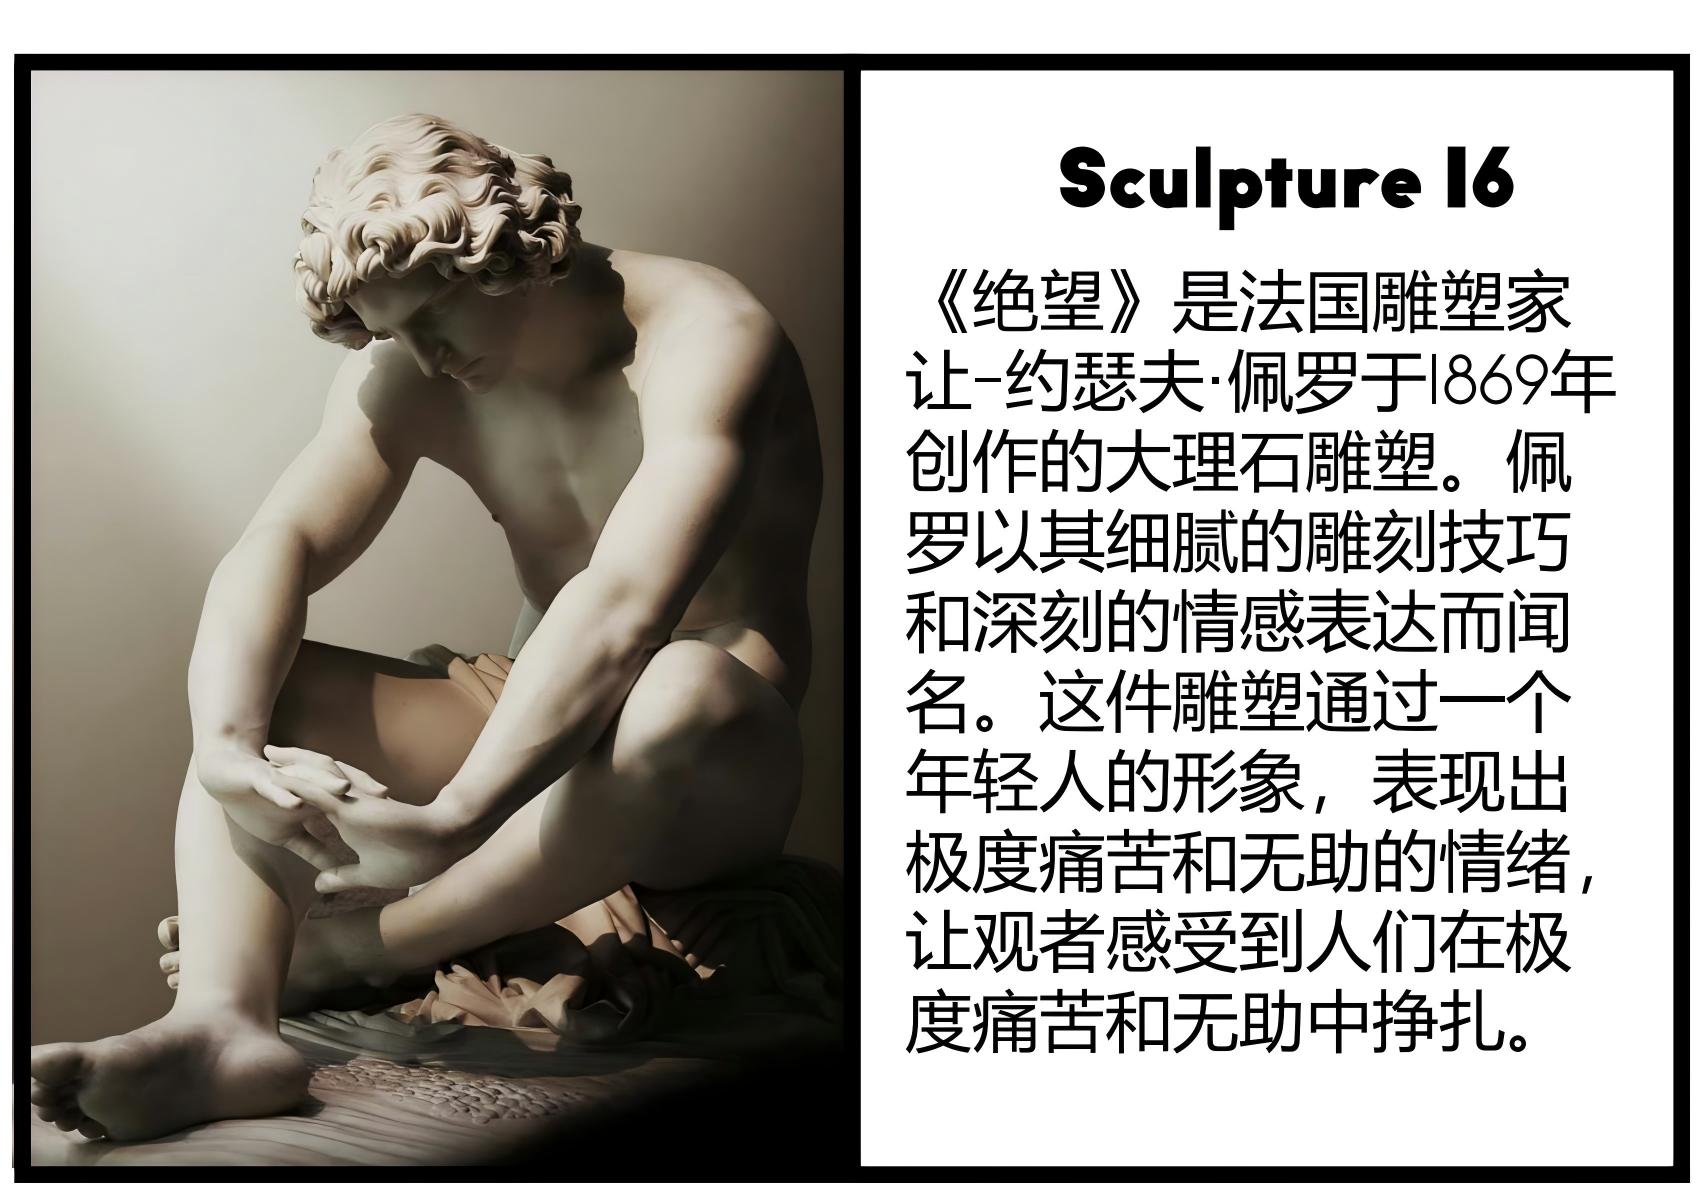 Sculpture 16
《绝望》是法国雕塑家
让-约瑟夫·佩罗于1869年
创作的大理石雕塑。佩
罗以其细腻的雕刻技巧
和深刻的情感表达而闻
名。这件雕塑通过一个
年轻人的形象，表现出
极度痛苦和无助的情绪，
让观者感受到人们在极
度痛苦和无助中挣扎。